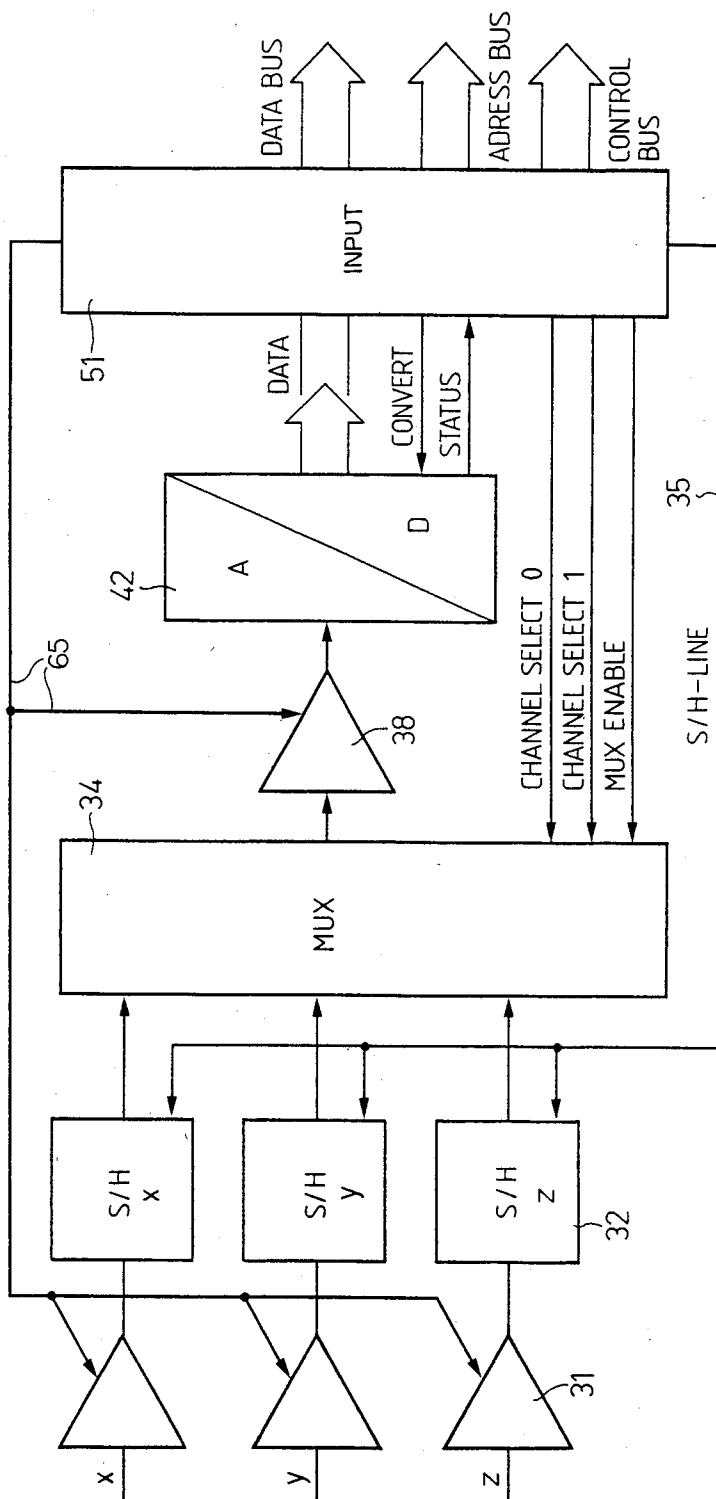 65
x
y
z
31
S/H
x
S/H
y
S/H
z
32
34
MUX
38
42
A
D
DATA
CONVERT
STATUS
CHANNEL SELECT 0
CHANNEL SELECT 1
MUX ENABLE
S/H-LINE
35
51
INPUT
DATA BUS
ADRESS BUS
CONTROL
BUS